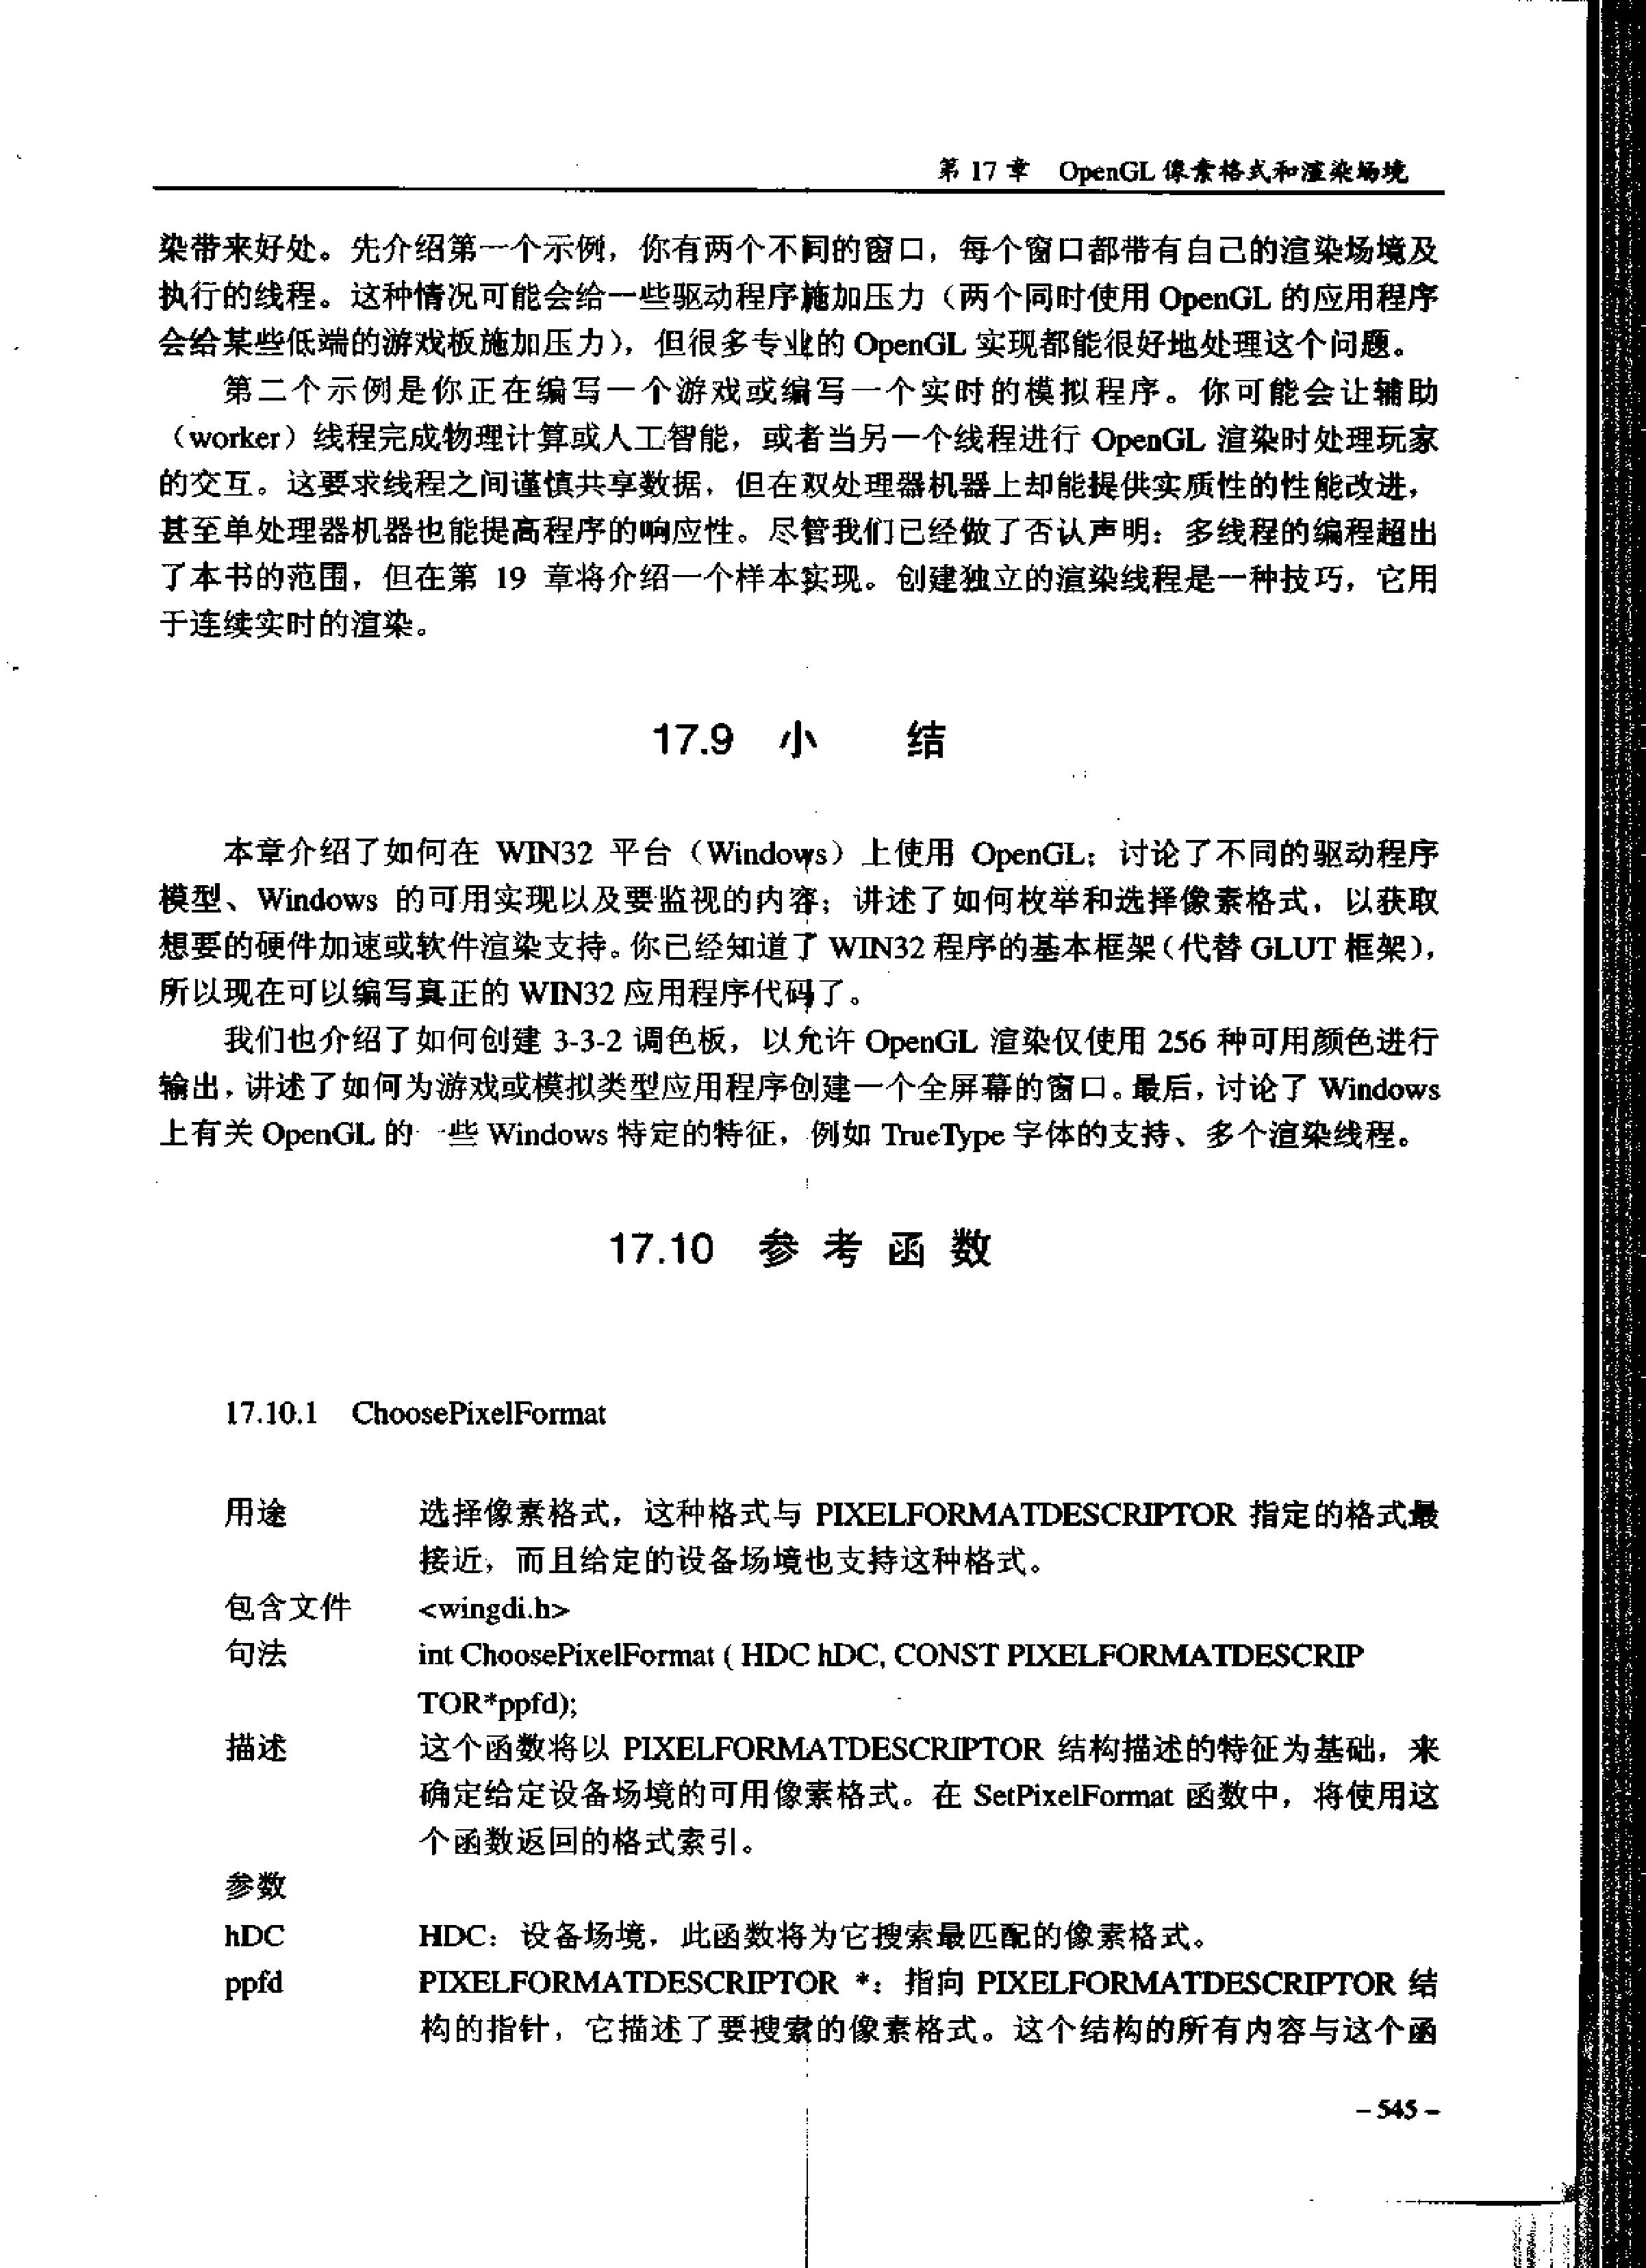 第 17 章 OpenGL 像素格式和渲染场境
染带来好处。先介绍第一个示例，你有两个不同的窗口，每个窗口都带有自己的渲染场境及
执行的线程。这种情况可能会给一些驱动程序施加压力（两个同时使用 OpenGL 的应用程序
会给某些低端的游戏板施加压力），但很多专业的 OpenGL 实现都能很好地处理这个问题。
第二个示例是你正在编写一个游戏或编写一个实时的模拟程序。你可能会让辅助
（worker）线程完成物理计算或人工智能，或者当另一个线程进行 OpenGL 渲染时处理玩家
的交互。这要求线程之间谨慎共享数据，但在双处理器机器上却能提供实质性的性能改进，
甚至单处理器机器也能提高程序的响应性。尽管我们已经做了否认声明：多线程的编程超出
了本书的范围，但在第 19 章将介绍一个样本实现。创建独立的渲染线程是一种技巧，它用
于连续实时的渲染。
17.9 小 结
本章介绍了如何在 WIN32 平台（Windows）上使用 OpenGL；讨论了不同的驱动程序
模型、Windows 的可用实现以及要监视的内容；讲述了如何枚举和选择像素格式，以获取
想要的硬件加速或软件渲染支持。你已经知道了 WIN32 程序的基本框架（代替 GLUT 框架），
所以现在可以编写真正的 WIN32 应用程序代码了。
我们也介绍了如何创建 3-3-2 调色板，以允许 OpenGL 渲染仅使用 256 种可用颜色进行
输出，讲述了如何为游戏或模拟类型应用程序创建一个全屏幕的窗口。最后，讨论了 Windows
上有关 OpenGL 的一些 Windows 特定的特征，例如 TrueType 字体的支持、多个渲染线程。
17.10 参 考 函 数
17.10.1 ChoosePixelFormat
用途 选择像素格式，这种格式与 PIXELFORMATDESCRIPTOR 指定的格式最
接近，而且给定的设备场境也支持这种格式。
包含文件 <wingdi.h>
句法 int ChoosePixelFormat ( HDC hDC, CONST PIXELFORMATDESCRIP
TOR*ppfd);
描述 这个函数将以 PIXELFORMATDESCRIPTOR 结构描述的特征为基础，来
确定给定设备场境的可用像素格式。在 SetPixelFormat 函数中，将使用这
个函数返回的格式索引。
参数
hDC HDC：设备场境，此函数将为它搜索最匹配的像素格式。
ppfd PIXELFORMATDESCRIPTOR *：指向 PIXELFORMATDESCRIPTOR 结
构的指针，它描述了要搜索的像素格式。这个结构的所有内容与这个函
– 545 –